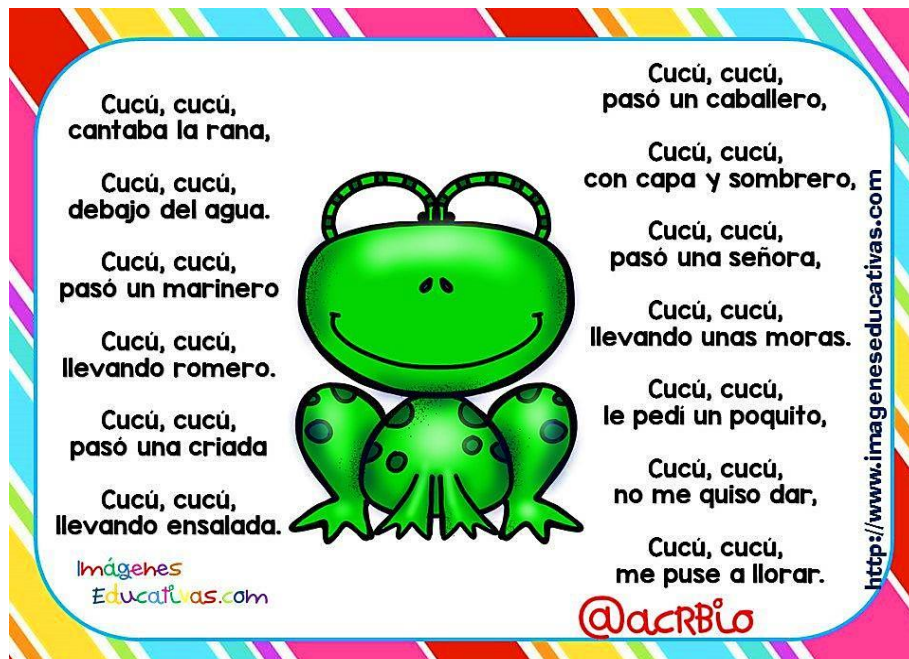 Cucú, cucú,
cantaba la rana,
Cucú, cucú,
debajo del agua.
Cucú, cucú,
pasó un marinero
Cucú, cucú,
llevando romero.
Cucú, cucú,
pasó una criada
Cucú, cucú,
llevando ensalada.
Imágenes
Educativas.com
Cucú, cucú,
pasó un caballero,
Cucú, cucú,
con capa y sombrero,
Cucú, cucú,
pasó una señora,
Cucú, cucú,
llevando unas moras.
Cucú, cucú,
le pedí un poquito,
Cucú, cucú,
no me quiso dar,
Cucú, cucú,
me puse a llorar.
@acRBio
http://www.imageneseducativas.com